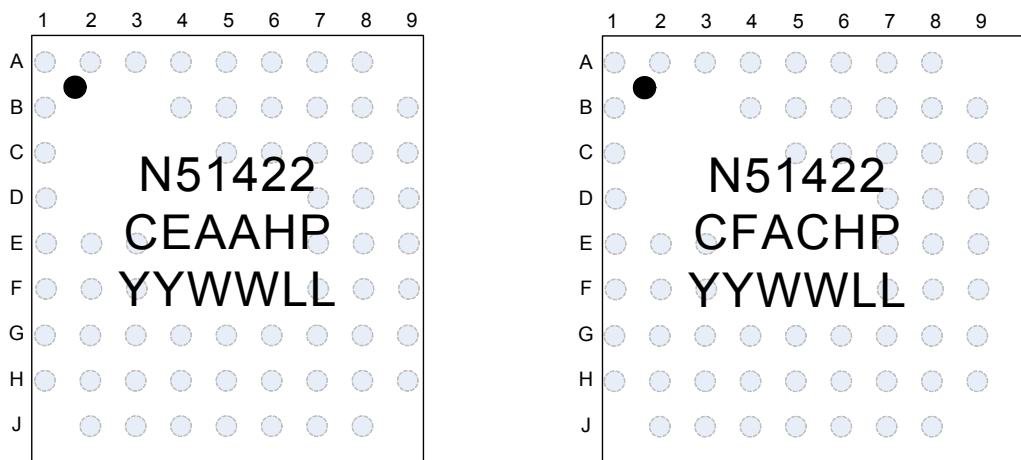 1 2 3 4 5 6 7 8 9
A
B
C
D
E
F
G
H
J
N51422
CEAAHP
YYWWLL
1 2 3 4 5 6 7 8 9
A
B
C
D
E
F
G
H
J
N51422
CFACHP
YYWWLL